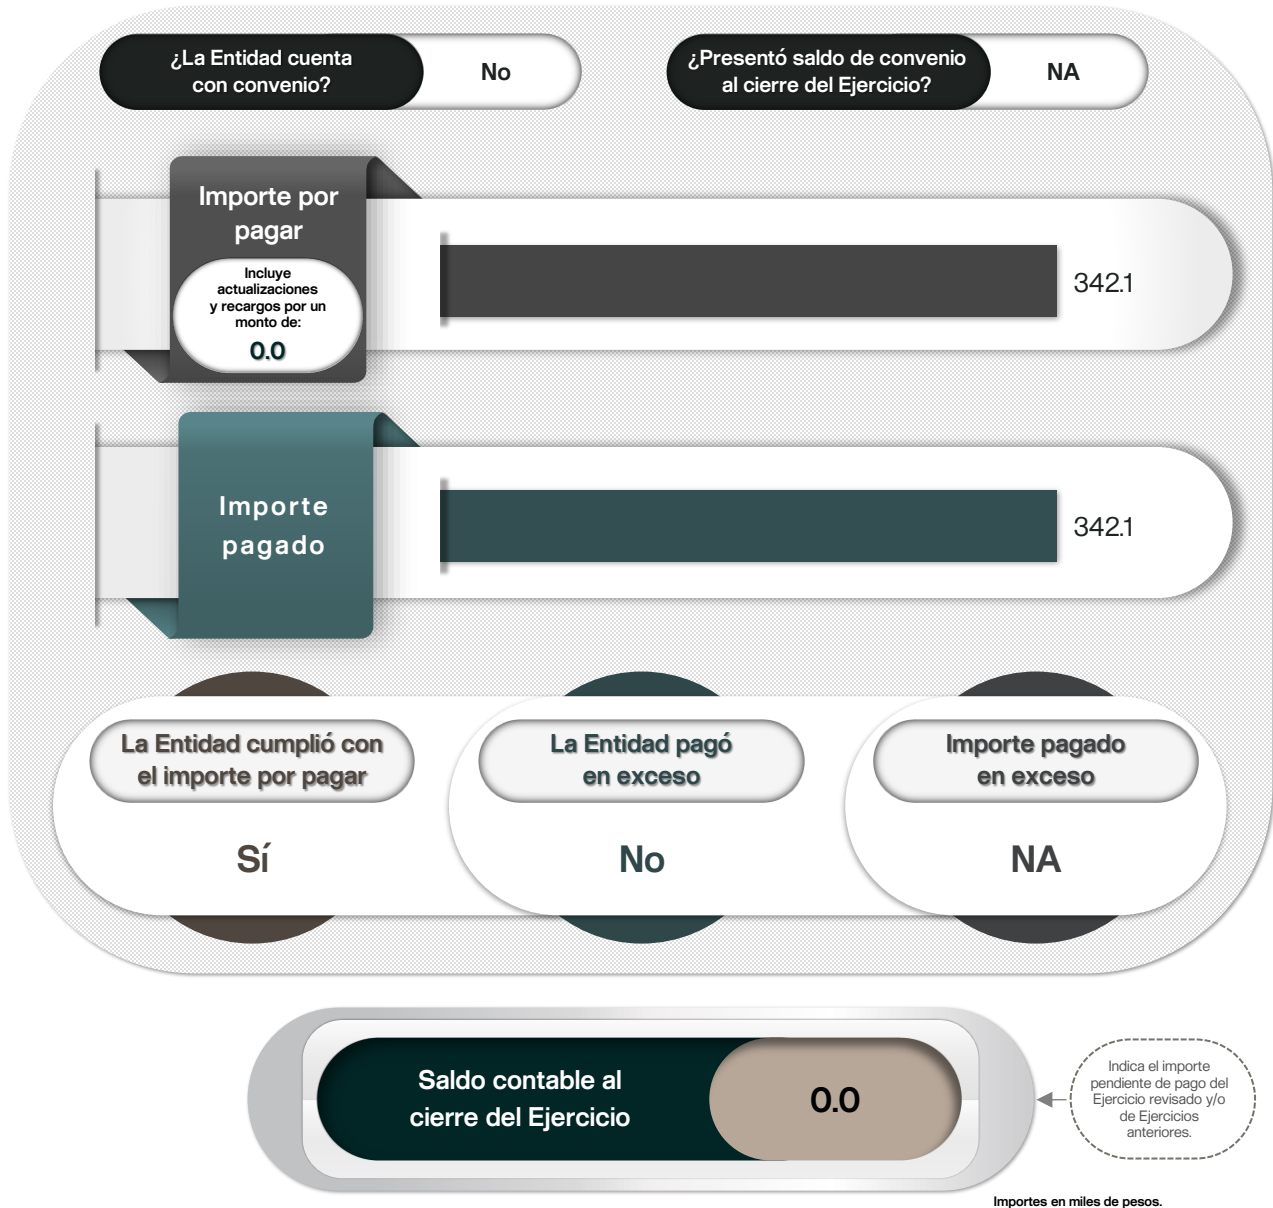 ¿La Entidad cuenta
con convenio?
No
¿Presentó saldo de convenio
al cierre del Ejercicio?
NA
Importe por
pagar
Incluye
actualizaciones
y recargos por un
monto de:
0.0
342.1
Importe
pagado
342.1
La Entidad cumplió con
el importe por pagar
Sí
La Entidad pagó
en exceso
No
Importe pagado
en exceso
NA
Saldo contable al
cierre del Ejercicio
0.0
Indica el importe
pendiente de pago del
Ejercicio revisado y/o
de Ejercicios
anteriores.
Importes en miles de pesos.